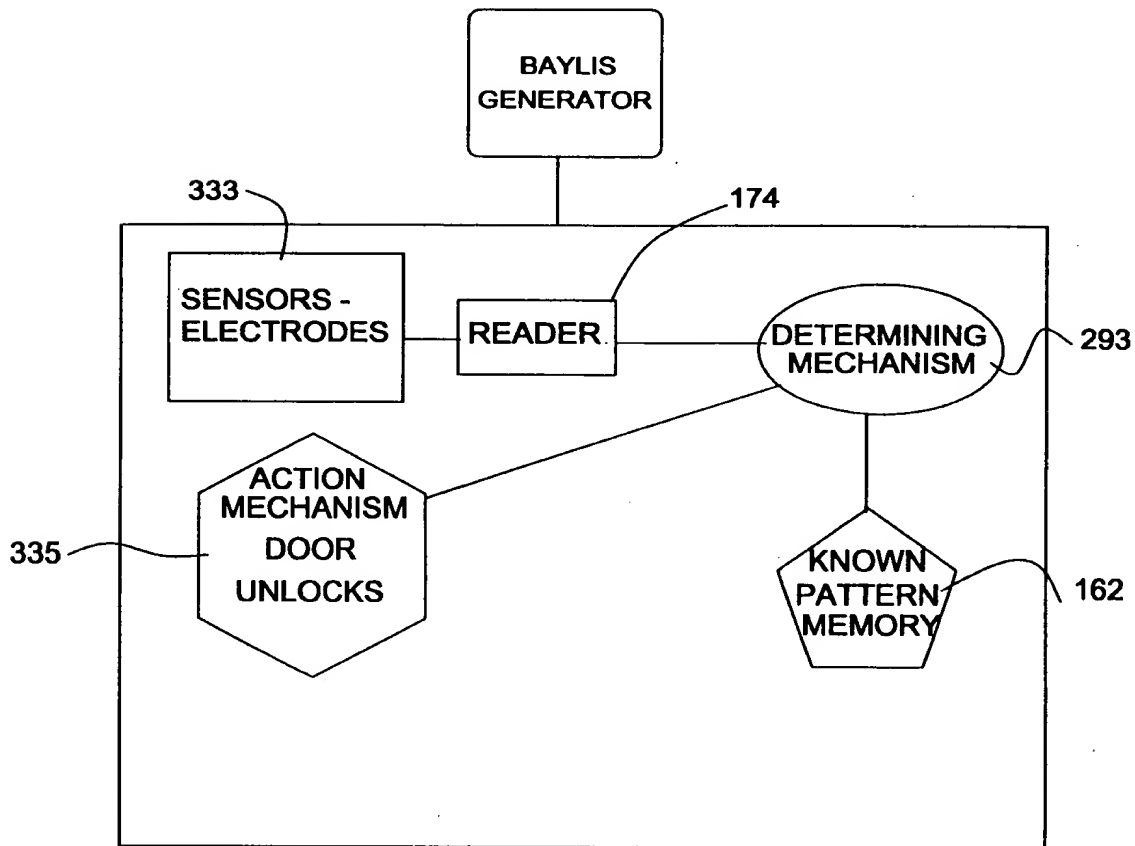 BAYLIS
GENERATOR
333
174
SENSORS -
ELECTRODES
READER
DETERMINING
MECHANISM
293
ACTION
MECHANISM
DOOR
UNLOCKS
335
KNOWN
PATTERN
MEMORY
162